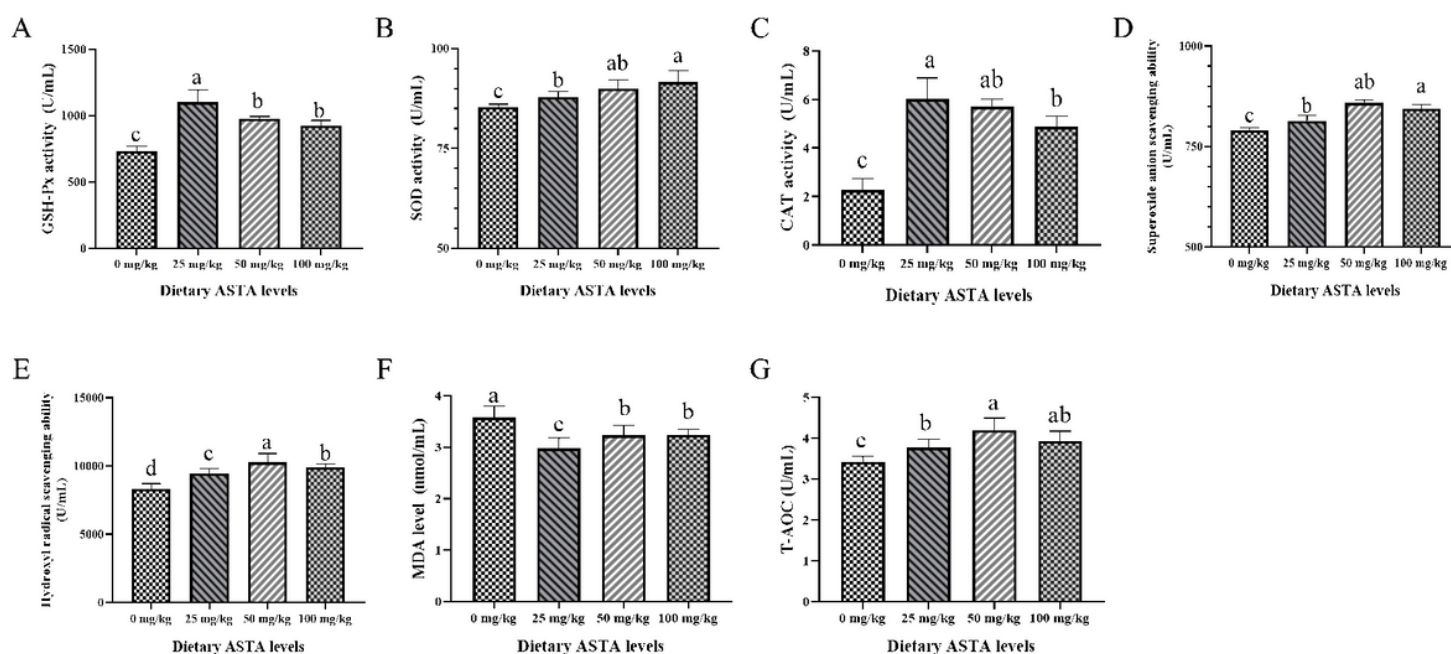 A
GSH-Px activity (U/mL)
1500
1000
500
0
c
a
b
b
0 mg/kg 25 mg/kg 50 mg/kg 100 mg/kg
Dietary ASTA levels
B
SOD activity (U/mL)
100
75
50
c
b
ab
a
0 mg/kg 25 mg/kg 50 mg/kg 100 mg/kg
Dietary ASTA levels
C
CAT activity (U/mL)
8
6
4
2
0
c
a
ab
b
0 mg/kg 25 mg/kg 50 mg/kg 100 mg/kg
Dietary ASTA levels
D
Superoxide anion scavenging ability
(U/mL)
1000
750
500
c
b
ab
a
0 mg/kg 25 mg/kg 50 mg/kg 100 mg/kg
Dietary ASTA levels
E
Hydroxyl radical scavenging ability
(U/mL)
15000
10000
5000
0
d
c
a
b
0 mg/kg 25 mg/kg 50 mg/kg 100 mg/kg
Dietary ASTA levels
F
MDA level (nmol/mL)
4
3
2
1
0
a
c
b
b
0 mg/kg 25 mg/kg 50 mg/kg 100 mg/kg
Dietary ASTA levels
G
T-AOC (U/mL)
5
4
3
2
1
0
c
b
a
ab
0 mg/kg 25 mg/kg 50 mg/kg 100 mg/kg
Dietary ASTA levels